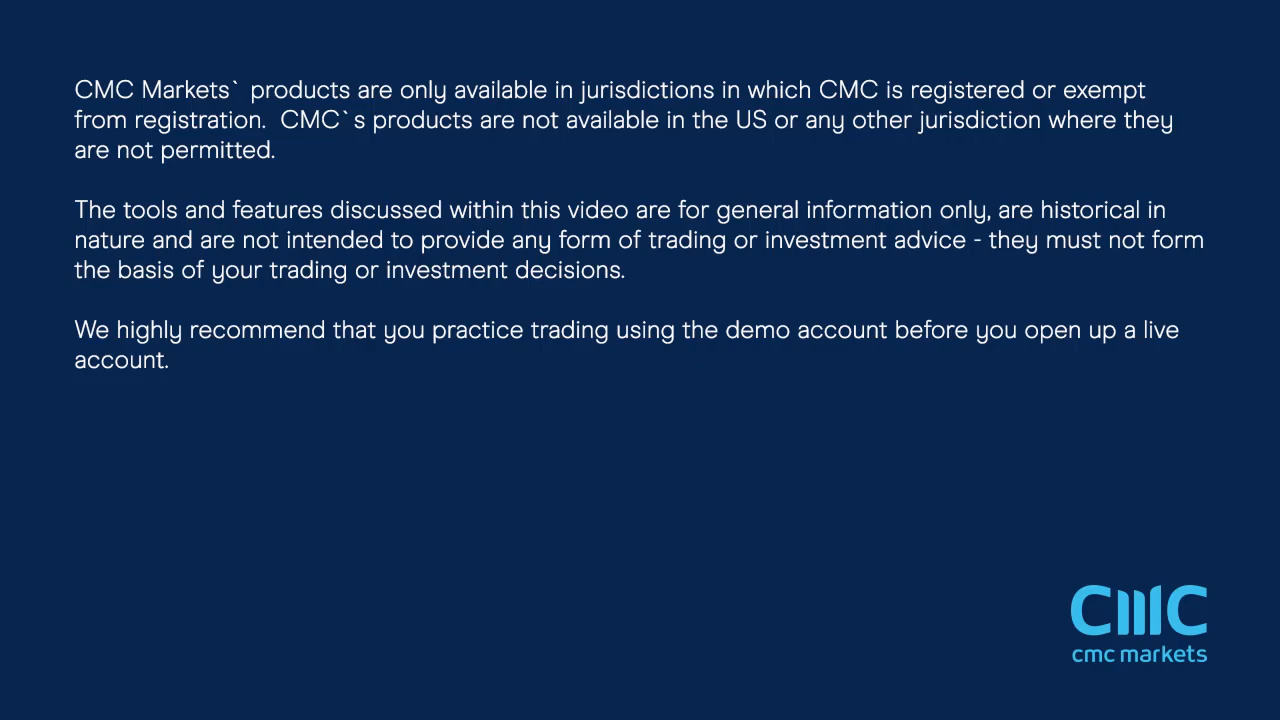 CMC Markets` products are only available in jurisdictions in which CMC is registered or exempt
from registration.  CMC`s products are not available in the US or any other jurisdiction where they
are not permitted.
The tools and features discussed within this video are for general information only, are historical in
nature and are not intended to provide any form of trading or investment advice - they must not form
the basis of your trading or investment decisions.
We highly recommend that you practice trading using the demo account before you open up a live
account.
CMC
cmc markets